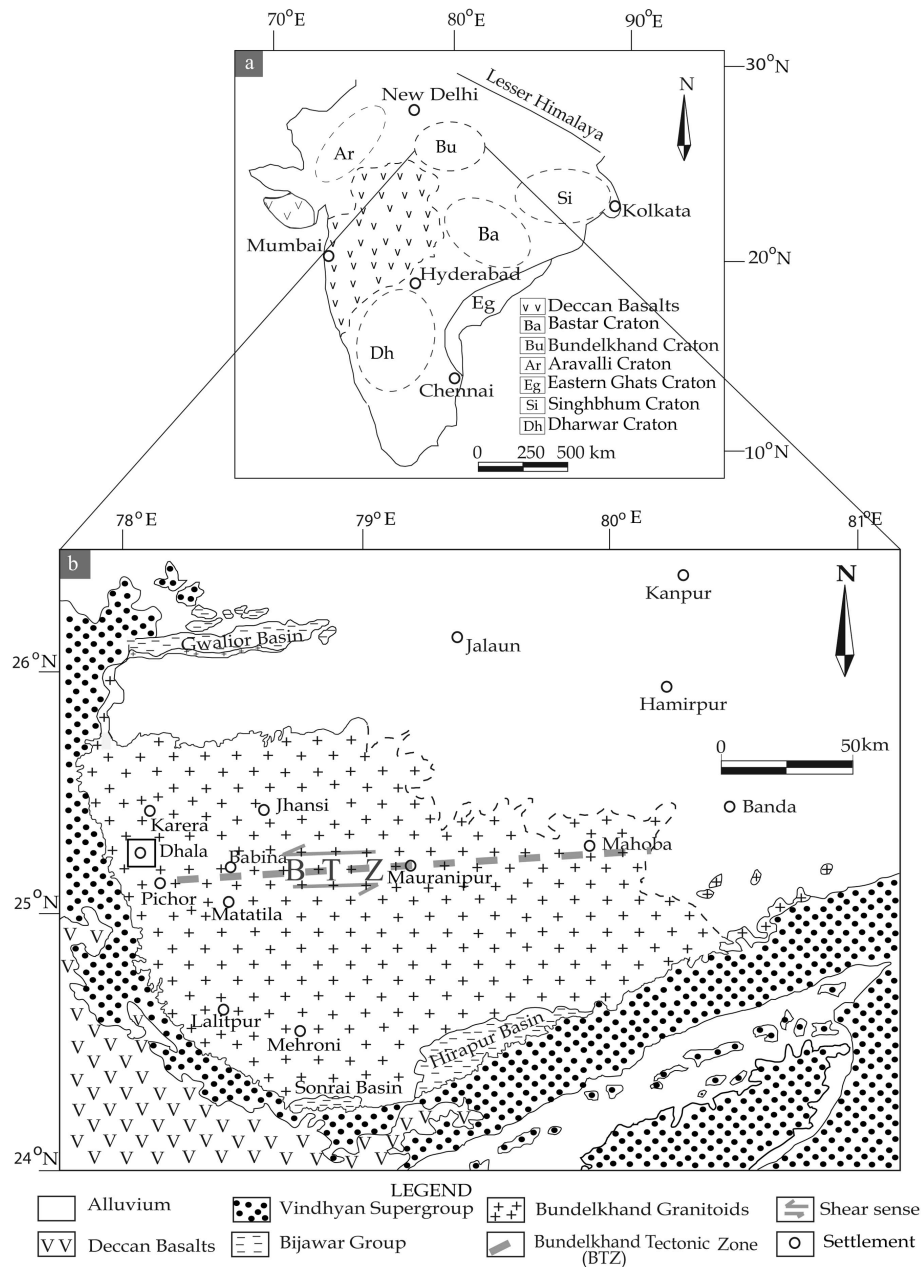 70°E
80°E
90°E
a
30°N
N
Lesser Himalaya
New Delhi
Ar
Bu
Si
Kolkata
Ba
Mumbai
20°N
Hyderabad
Eg
Deccan Basalts
Ba Bastar Craton
Bu Bundelkhand Craton
Dh
Ar Aravalli Craton
Eg Eastern Ghats Craton
Chennai
Si Singhbhum Craton
Dh Dharwar Craton
0 250 500 km
10°N
78°E
79°E
80°E
81°E
b
N
Kanpur
Gwalior Basin
Jalaun
26°N
Hamirpur
0 50km
Jhansi
Banda
Karera
Dhala
Babina
B T Z
Mahoba
Mauranipur
Pichor
25°N
Matatila
Lalitpur
Mehroni
Hirapur Basin
Sonrai Basin
24°N
LEGEND
Alluvium
Vindhyan Supergroup
Bundelkhand Granitoids
Shear sense
Deccan Basalts
Bijawar Group
Bundelkhand Tectonic Zone
(BTZ)
Settlement